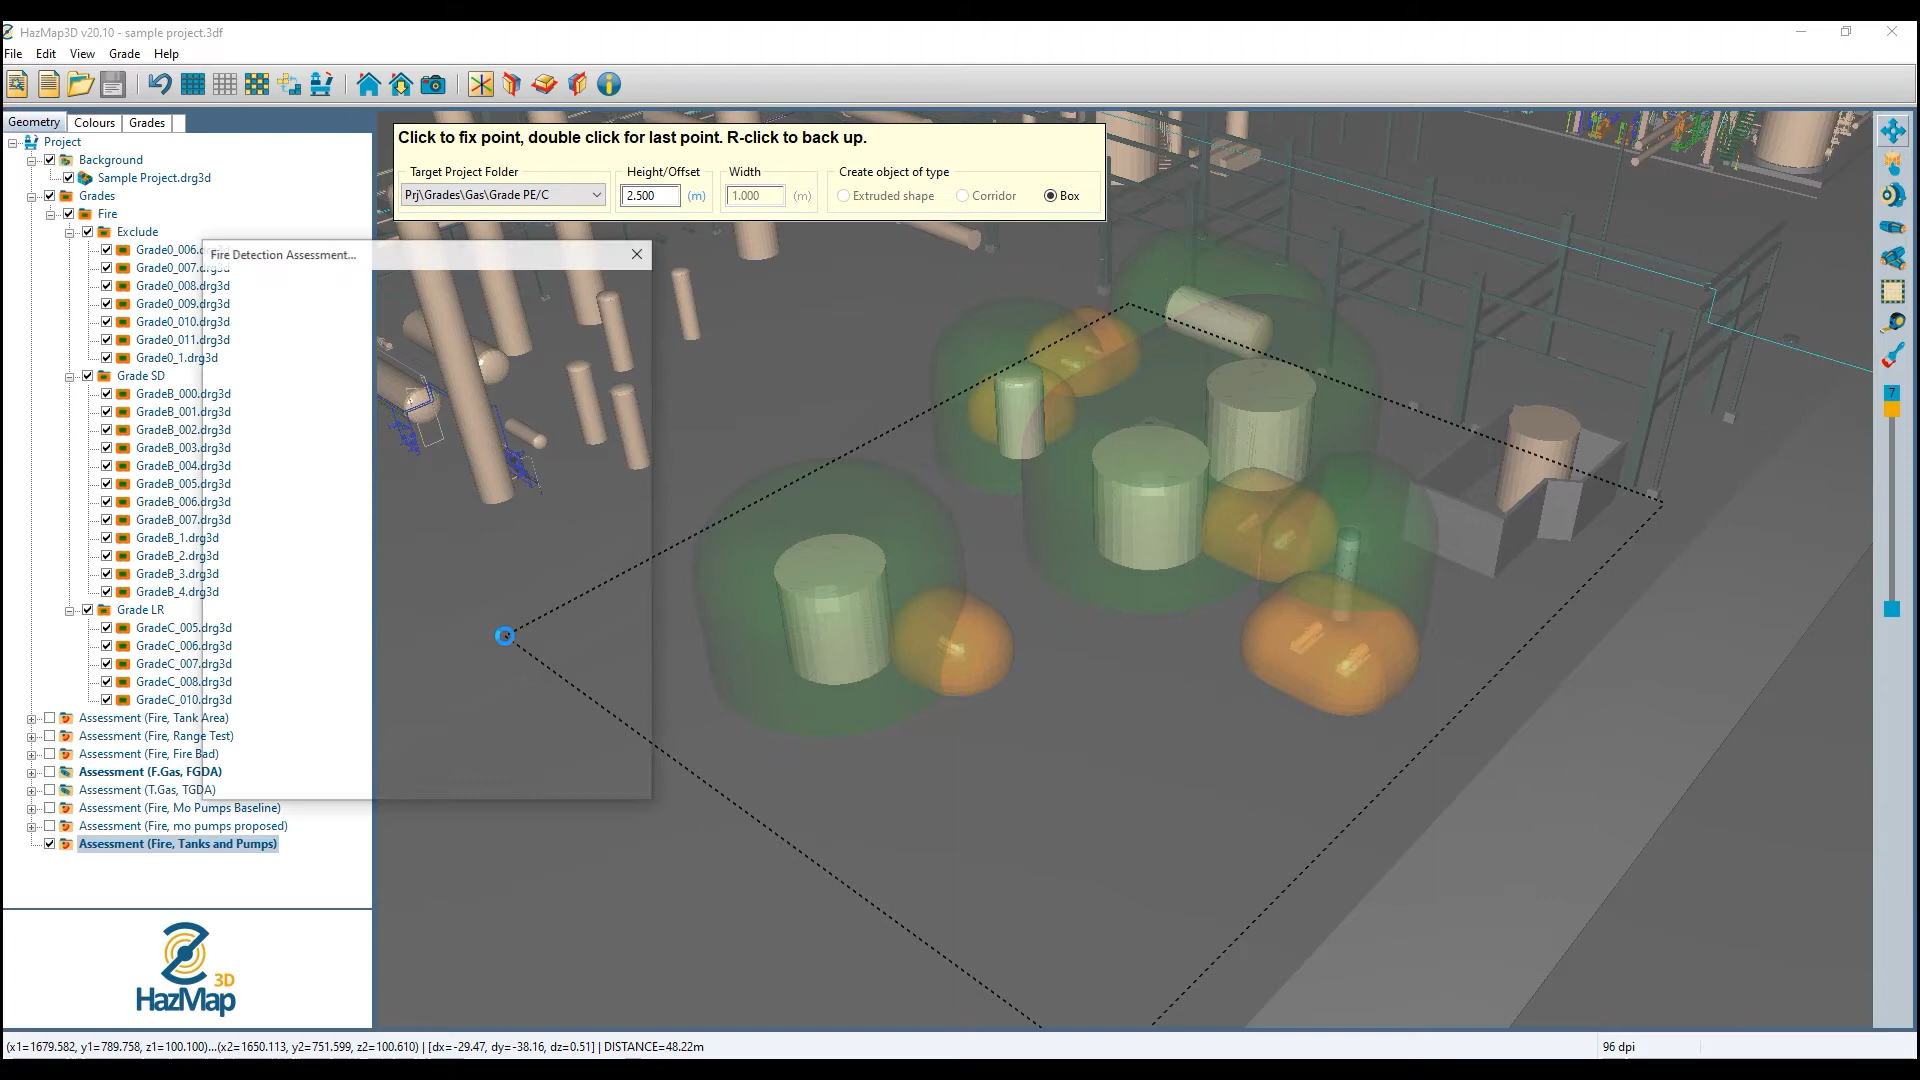 HazMap3D v20.10 - sample project.3df
File Edit View Grade Help
Geometry Colours Grades
Project
Background
Sample Project.drg3d
Grades
Fire
Exclude
Grade0_006.drg3d
Grade0_007.drg3d
Grade0_008.drg3d
Grade0_009.drg3d
Grade0_010.drg3d
Grade0_011.drg3d
Grade0_1.drg3d
Grade SD
GradeB_000.drg3d
GradeB_001.drg3d
GradeB_002.drg3d
GradeB_003.drg3d
GradeB_004.drg3d
GradeB_005.drg3d
GradeB_006.drg3d
GradeB_007.drg3d
GradeB_1.drg3d
GradeB_2.drg3d
GradeB_3.drg3d
GradeB_4.drg3d
Grade LR
GradeC_005.drg3d
GradeC_006.drg3d
GradeC_007.drg3d
GradeC_008.drg3d
GradeC_010.drg3d
Assessment (Fire, Tank Area)
Assessment (Fire, Range Test)
Assessment (Fire, Fire Bad)
Assessment (F.Gas, FGDA)
Assessment (T.Gas, TGDA)
Assessment (Fire, Mo Pumps Baseline)
Assessment (Fire, mo pumps proposed)
Assessment (Fire, Tanks and Pumps)
3D
HazMap
Click to fix point, double click for last point. R-click to back up.
Target Project Folder Height/Offset Width Create object of type
Prj\Grades\Gas\Grade PE/C 2.500 (m) 1.000 (m) Extruded shape Corridor Box
Fire Detection Assessment...
7
(x1=1679.582, y1=789.758, z1=100.100)...(x2=1650.113, y2=751.599, z2=100.610) | [dx=-29.47, dy=-38.16, dz=0.51] | DISTANCE=48.22m
96 dpi